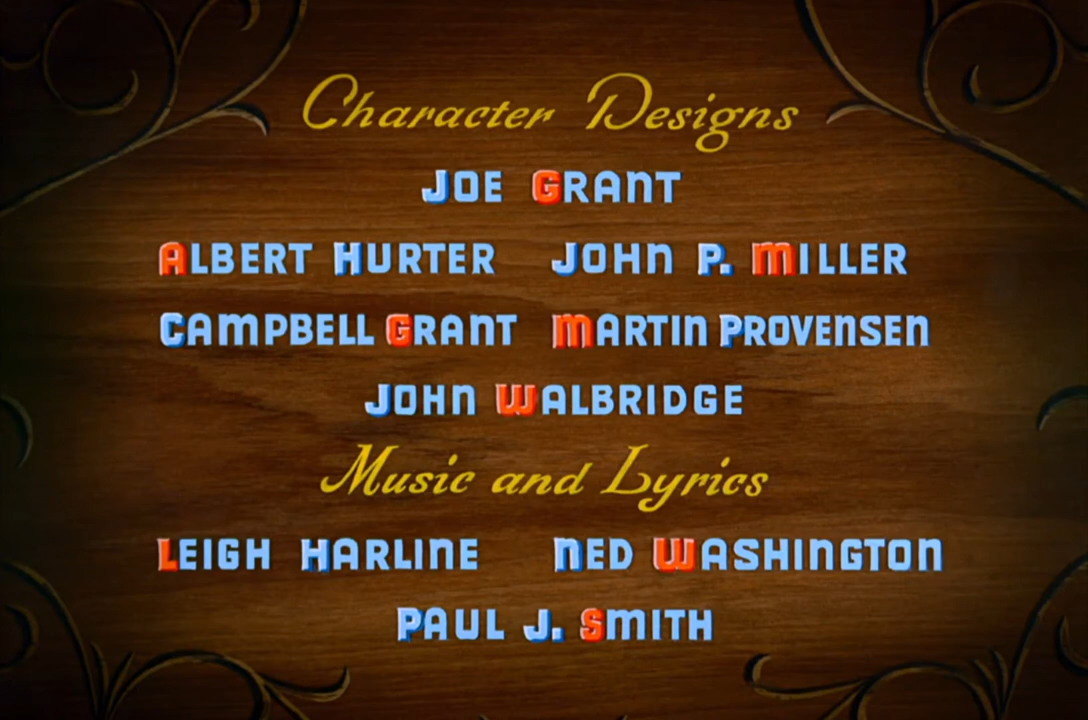 Character Designs
JOE GRANT
ALBERT HURTER JOHN P. MILLER
CAMPBELL GRANT MARTIN PROVENSEN
JOHN WALBRIDGE
Music and Lyrics
LEIGH HARLINE NED WASHINGTON
PAUL J. SMITH